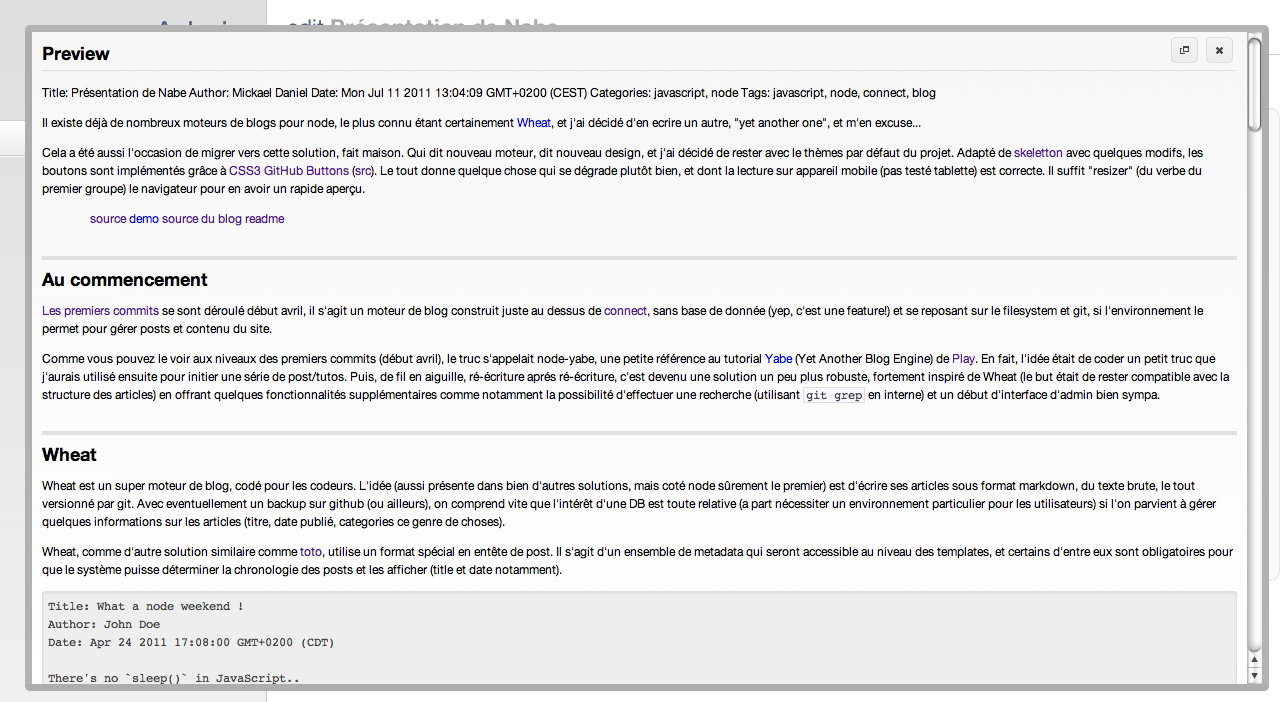 edit Présentation de Nabe
Preview
Title: Présentation de Nabe Author: Mickael Daniel Date: Mon Jul 11 2011 13:04:09 GMT+0200 (CEST) Categories: javascript, node Tags: javascript, node, connect, blog
Il existe déjà de nombreux moteurs de blogs pour node, le plus connu étant certainement Wheat, et j'ai décidé d'en ecrire un autre, "yet another one", et m'en excuse...
Cela a été aussi l'occasion de migrer vers cette solution, fait maison. Qui dit nouveau moteur, dit nouveau design, et j'ai décidé de rester avec le thèmes par défaut du projet. Adapté de skeletton avec quelques modifs, les
boutons sont implémentés grâce à CSS3 GitHub Buttons (src). Le tout donne quelque chose qui se dégrade plutôt bien, et dont la lecture sur appareil mobile (pas testé tablette) est correcte. Il suffit "resizer" (du verbe du
premier groupe) le navigateur pour en avoir un rapide aperçu.
source demo source du blog readme
Au commencement
Les premiers commits se sont déroulé début avril, il s'agit un moteur de blog construit juste au dessus de connect, sans base de donnée (yep, c'est une feature!) et se reposant sur le filesystem et git, si l'environnement le
permet pour gérer posts et contenu du site.
Comme vous pouvez le voir aux niveaux des premiers commits (début avril), le truc s'appelait node-yabe, une petite référence au tutorial Yabe (Yet Another Blog Engine) de Play. En fait, l'idée était de coder un petit truc que
j'aurais utilisé ensuite pour initier une série de post/tutos. Puis, de fil en aiguille, ré-écriture aprés ré-écriture, c'est devenu une solution un peu plus robuste, fortement inspiré de Wheat (le but était de rester compatible avec la
structure des articles) en offrant quelques fonctionnalités supplémentaires comme notamment la possibilité d'effectuer une recherche (utilisant git grep en interne) et un début d'interface d'admin bien sympa.
Wheat
Wheat est un super moteur de blog, codé pour les codeurs. L'idée (aussi présente dans bien d'autres solutions, mais coté node sûrement le premier) est d'écrire ses articles sous format markdown, du texte brute, le tout
versionné par git. Avec eventuellement un backup sur github (ou ailleurs), on comprend vite que l'intérêt d'une DB est toute relative (a part nécessiter un environnement particulier pour les utilisateurs) si l'on parvient à gérer
quelques informations sur les articles (titre, date publié, categories ce genre de choses).
Wheat, comme d'autre solution similaire comme toto, utilise un format spécial en entête de post. Il s'agit d'un ensemble de metadata qui seront accessible au niveau des templates, et certains d'entre eux sont obligatoires pour
que le système puisse déterminer la chronologie des posts et les afficher (title et date notamment).
Title: What a node weekend !
Author: John Doe
Date: Apr 24 2011 17:08:00 GMT+0200 (CDT)
There's no `sleep()` in JavaScript..